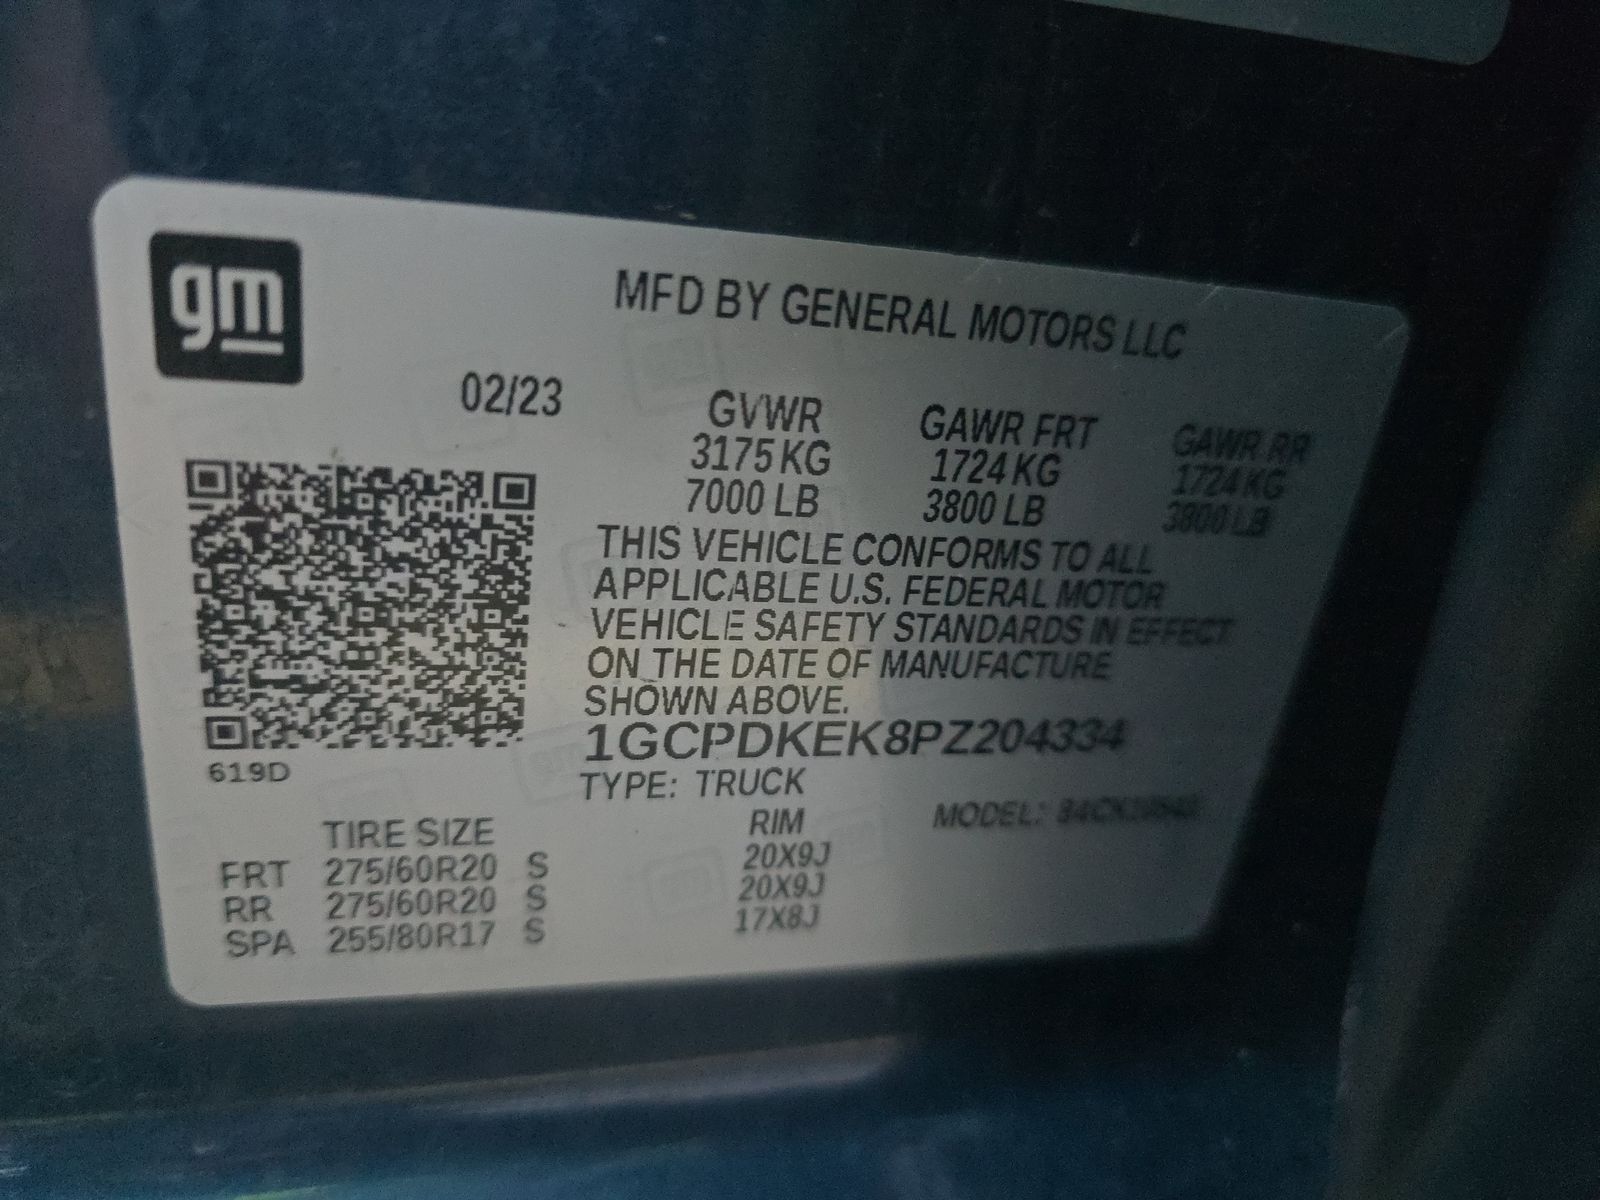 gm
MFD BY GENERAL MOTORS LLC
02/23
GVWR GAWR FRT GAWR RR
3175 KG 1724 KG 1724 KG
7000 LB 3800 LB 3800 LB
THIS VEHICLE CONFORMS TO ALL
APPLICABLE U.S. FEDERAL MOTOR
VEHICLE SAFETY STANDARDS IN EFFECT
ON THE DATE OF MANUFACTURE
SHOWN ABOVE.
1GCPDKEK8PZ204334
619D
TYPE: TRUCK
MODEL:
TIRE SIZE RIM
FRT 275/60R20 S 20X9J
RR 275/60R20 S 20X9J
SPA 255/80R17 S 17X8J